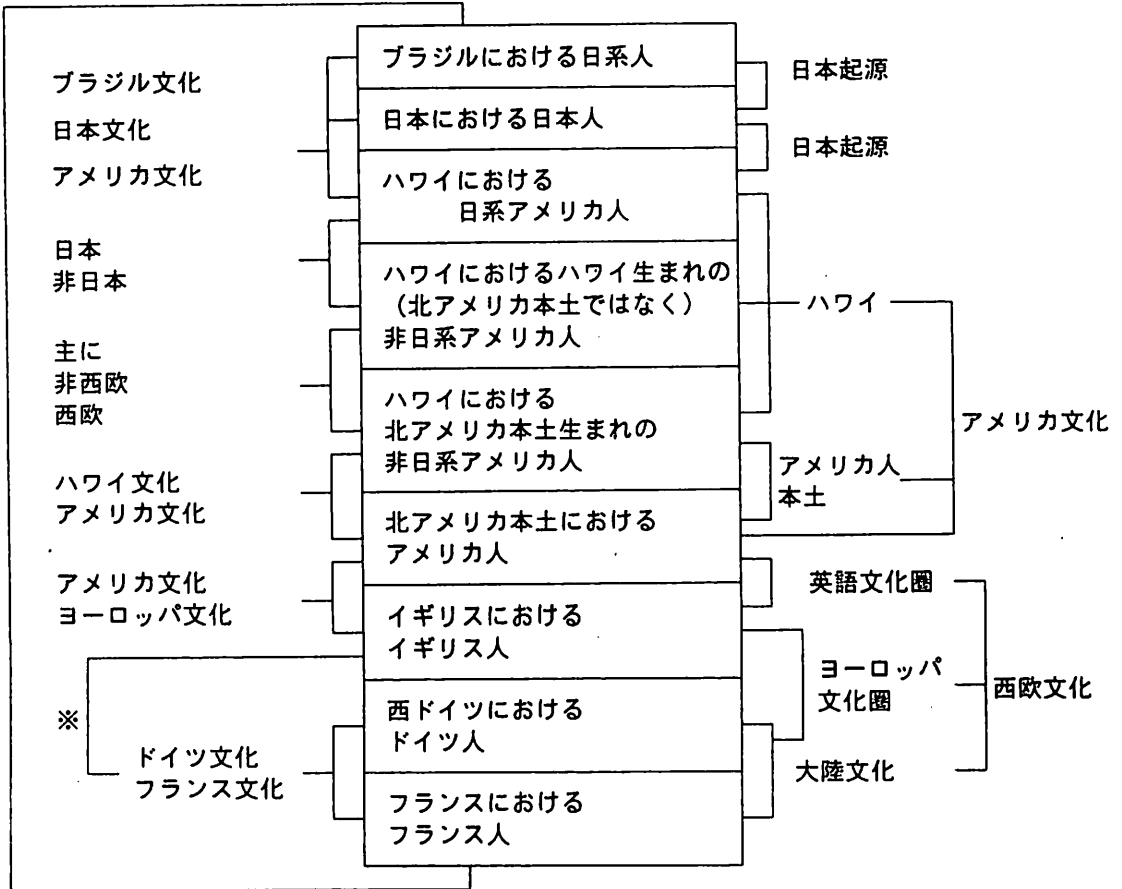 ブラジル文化
日本文化
アメリカ文化
日本
非日本
主に
非西欧
西欧
ハワイ文化
アメリカ文化
アメリカ文化
ヨーロッパ文化
※
ドイツ文化
フランス文化
ブラジルにおける日系人
日本における日本人
ハワイにおける
日系アメリカ人
ハワイにおけるハワイ生まれの
(北アメリカ本土ではなく)
非日系アメリカ人
ハワイにおける
北アメリカ本土生まれの
非日系アメリカ人
北アメリカ本土における
アメリカ人
イギリスにおける
イギリス人
西ドイツにおける
ドイツ人
フランスにおける
フランス人
日本起源
日本起源
ハワイ
アメリカ人
本土
アメリカ文化
英語文化圏
ヨーロッパ
文化圏
大陸文化
西欧文化